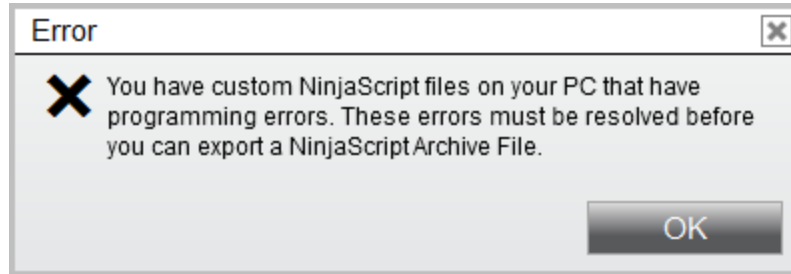 Error
You have custom NinjaScript files on your PC that have
programming errors. These errors must be resolved before
you can export a NinjaScript Archive File.
OK